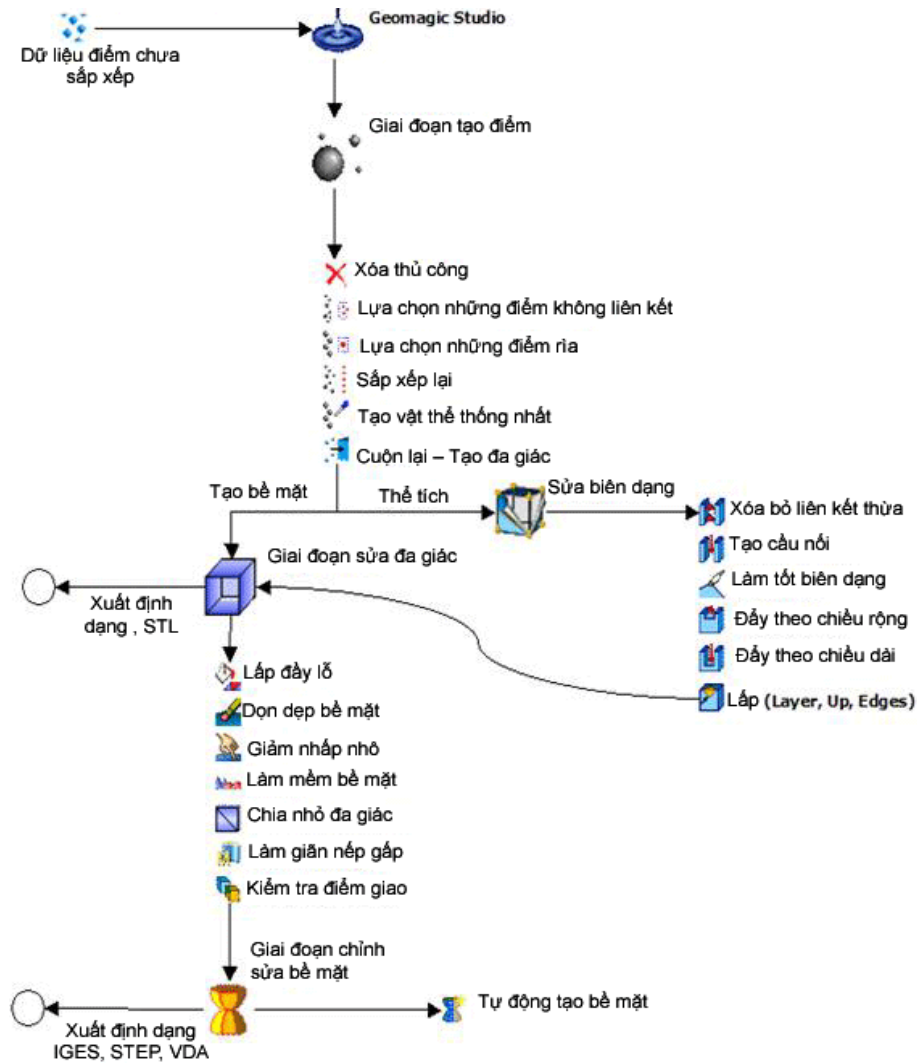 Geomagic Studio
Dữ liệu điểm chưa
sắp xếp
Giai đoạn tạo điểm
Xóa thủ công
Lựa chọn những điểm không liên kết
Lựa chọn những điểm rìa
Sắp xếp lại
Tạo vật thể thống nhất
Cuộn lại – Tạo đa giác
Tạo bề mặt
Thể tích
Sửa biên dạng
Xóa bỏ liên kết thừa
Tạo cầu nối
Làm tốt biên dạng
Đẩy theo chiều rộng
Đẩy theo chiều dài
Lấp (Layer, Up, Edges)
Giai đoạn sửa đa giác
Xuất định
dạng , STL
Lấp đầy lỗ
Dọn dẹp bề mặt
Giảm nhấp nhô
Làm mềm bề mặt
Chia nhỏ đa giác
Làm giãn nếp gấp
Kiểm tra điểm giao
Giai đoạn chỉnh
sửa bề mặt
Tự động tạo bề mặt
Xuất định dạng
IGES, STEP, VDA